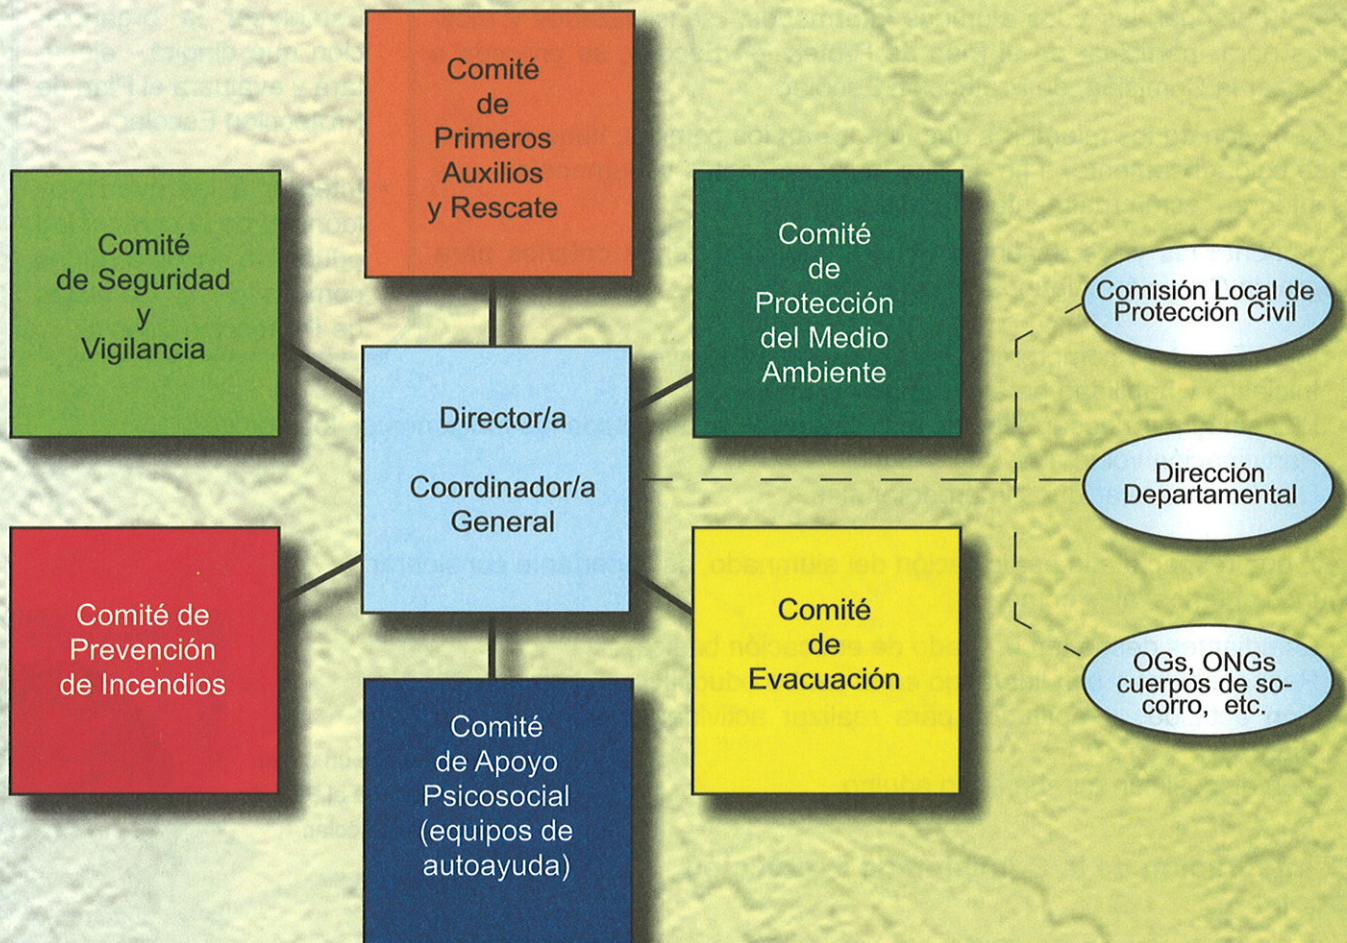 Comité
de
Primeros
Auxilios
y Rescate
Comité
de Seguridad
y
Vigilancia
Comité
de
Protección
del Medio
Ambiente
Comisión Local de
Protección Civil
Director/a
Coordinador/a
General
Dirección
Departamental
Comité de
Prevención
de Incendios
Comité
de
Evacuación
OGs, ONGs
cuerpos de so-
corro, etc.
Comité
de Apoyo
Psicosocial
(equipos de
autoayuda)